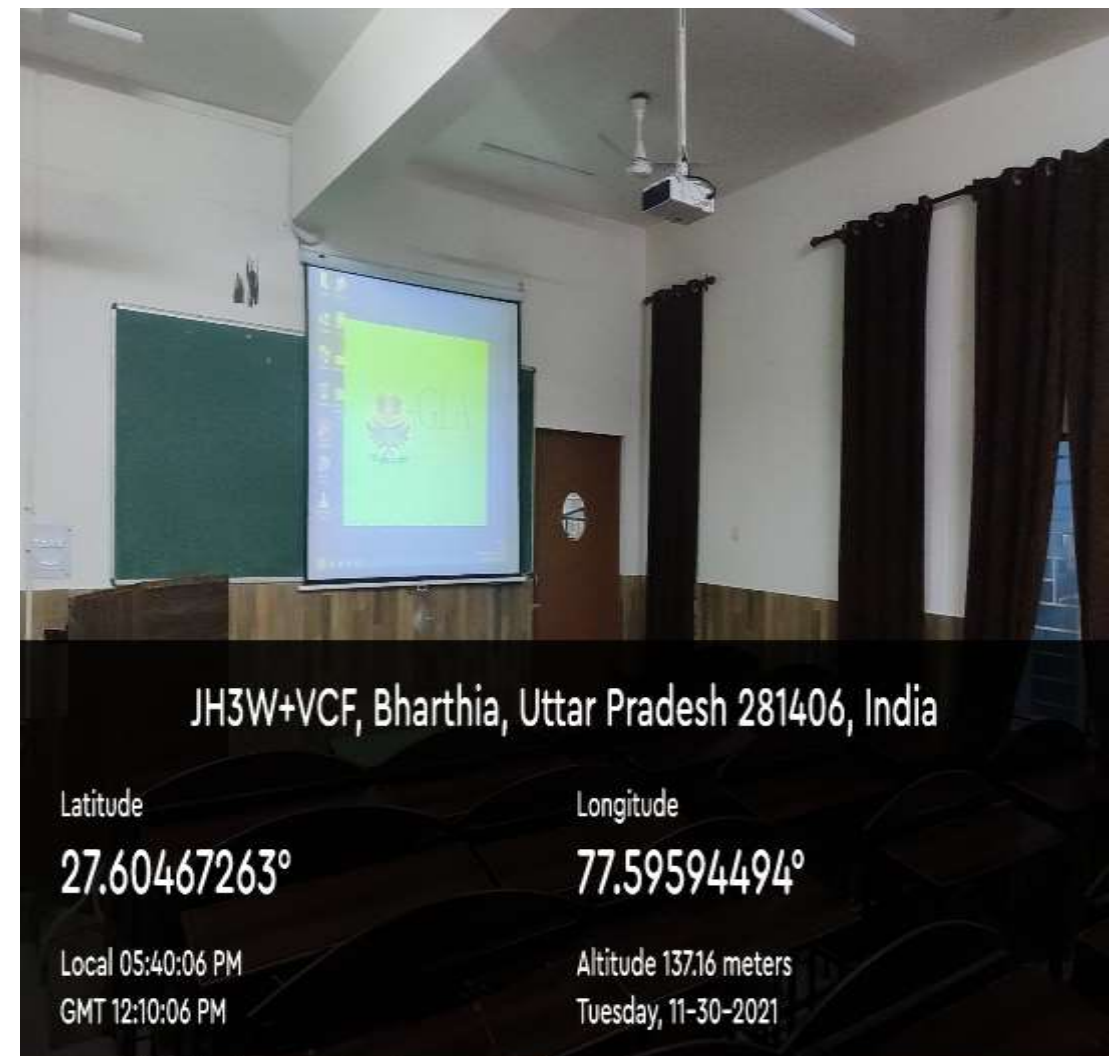 GLA
JH3W+VCF, Bharthia, Uttar Pradesh 281406, India
Latitude
Longitude
27.60467263°
77.59594494°
Local 05:40:06 PM
Altitude 137.16 meters
GMT 12:10:06 PM
Tuesday, 11-30-2021